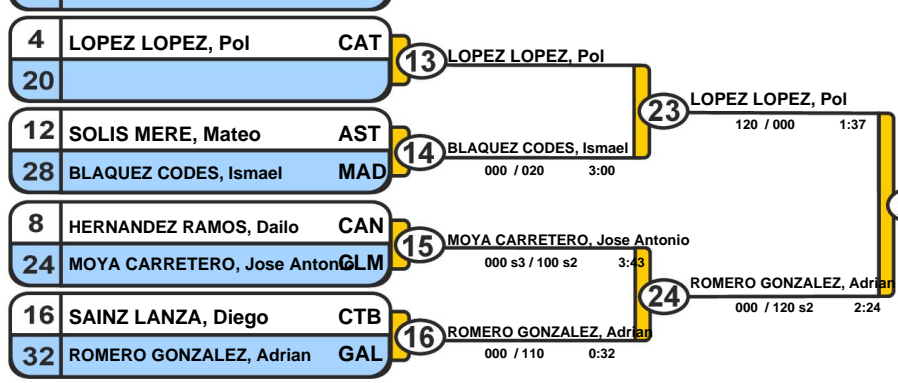 4 LOPEZ LOPEZ, Pol CAT
20
13
LOPEZ LOPEZ, Pol
12 SOLIS MERE, Mateo AST
28 BLAQUEZ CODES, Ismael MAD
14
BLAQUEZ CODES, Ismael
000 / 020 3:00
23
LOPEZ LOPEZ, Pol
120 / 000 1:37
8 HERNANDEZ RAMOS, Dailo CAN
24 MOYA CARRETERO, Jose Antonio CLM
15
MOYA CARRETERO, Jose Antonio
000 s3 / 100 s2 3:43
16 SAINZ LANZA, Diego CTB
32 ROMERO GONZALEZ, Adrian GAL
16
ROMERO GONZALEZ, Adrian
000 / 110 0:32
24
ROMERO GONZALEZ, Adrian
000 / 120 s2 2:24